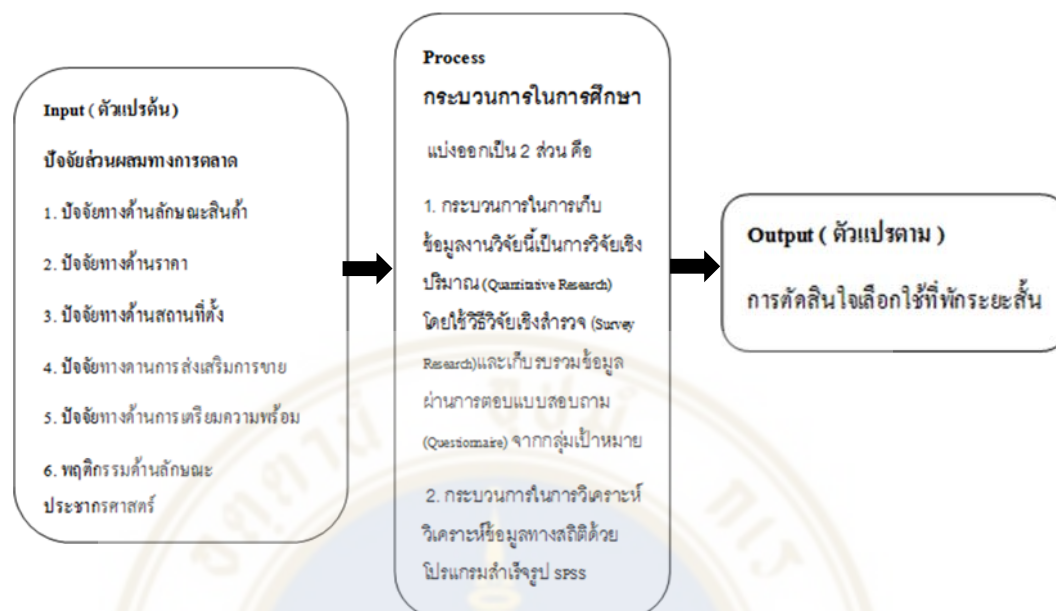 Input ( ตัวแปรต้น )
ปัจจัยส่วนผสมทางการตลาด
1. ปัจจัยทางด้านลักษณะสินค้า
2. ปัจจัยทางด้านราคา
3. ปัจจัยทางด้านสถานที่ตั้ง
4. ปัจจัยทางดานการส่งเสริมการขาย
5. ปัจจัยทางด้านการเตรียมความพร้อม
6. พฤติกรรมด้านลักษณะ
ประชากรศาสตร์
Process
กระบวนการในการศึกษา
แบ่งออกเป็น 2 ส่วน คือ
1. กระบวนการในการเก็บ
ข้อมูลงานวิจัยนี้เป็นการวิจัยเชิง
ปริมาณ (Quantitative Research)
โดยใช้วิธีวิจัยเชิงสำรวจ (Survey
Research)และเก็บรบรวมข้อมูล
ผ่านการตอบแบบสอบถาม
(Questionnaire) จากกลุ่มเป้าหมาย
2. กระบวนการในการวิเคราะห์
วิเคราะห์ข้อมูลทางสถิติด้วย
โปรแกรมสำเร็จรูป SPSS
Output ( ตัวแปรตาม )
การตัดสินใจเลือกใช้ที่พักระยะสั้น